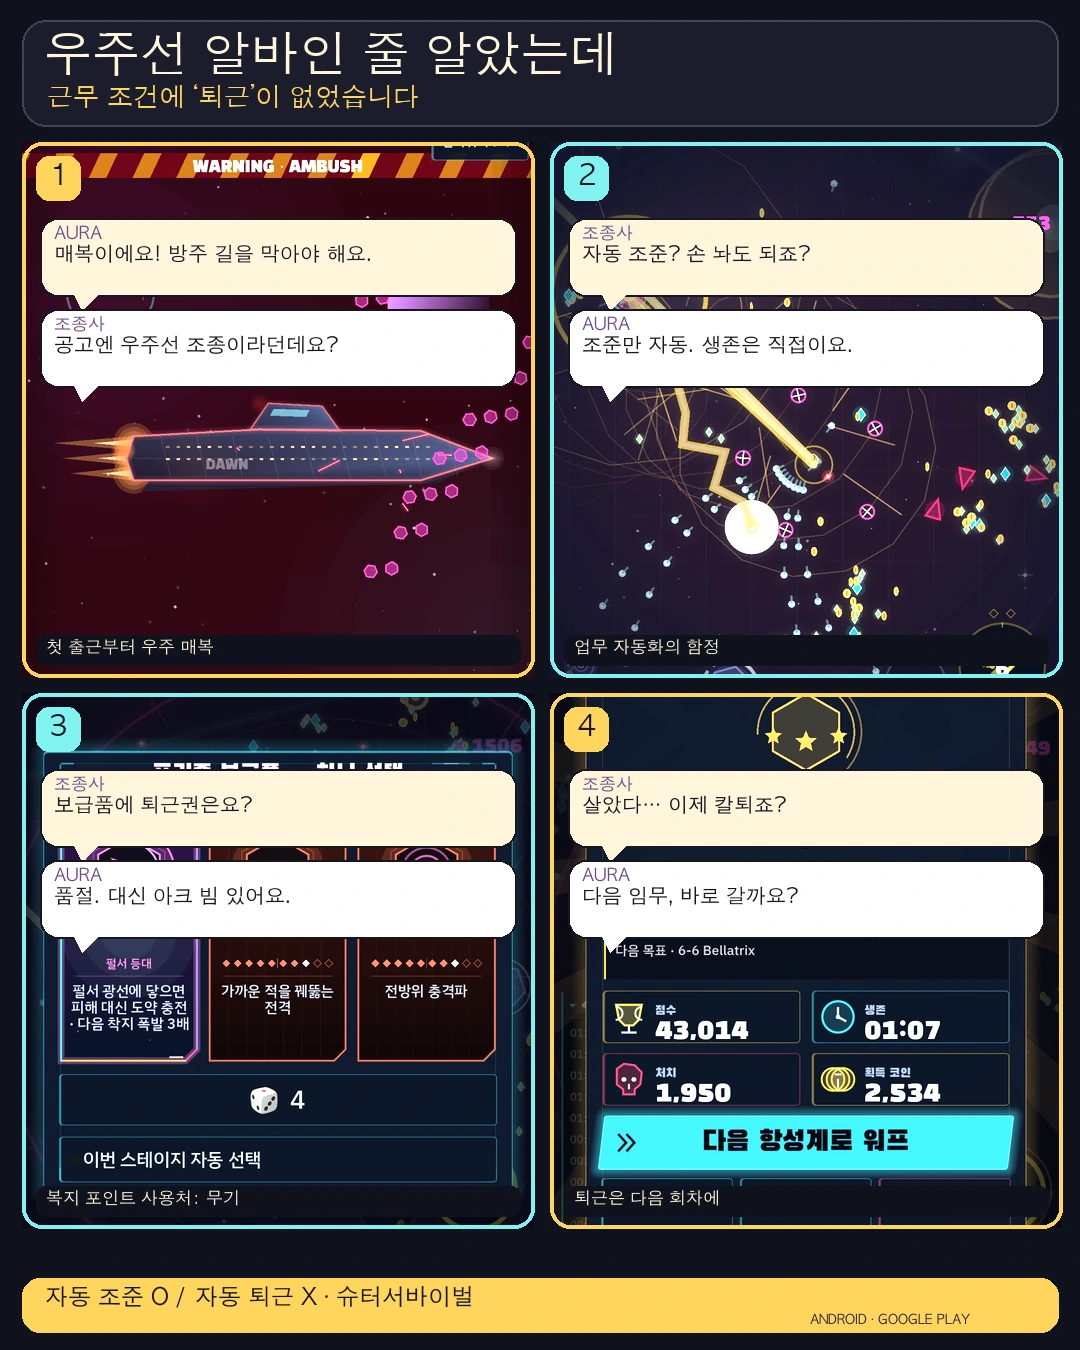 우주선 알바인 줄 알았는데
근무 조건에 ‘퇴근’이 없었습니다
1
WARNING · AMBUSH
AURA
매복이에요! 방주 길을 막아야 해요.
조종사
공고엔 우주선 조종이라던데요?
DAWN
첫 출근부터 우주 매복
2
조종사
자동 조준? 손 놔도 되죠?
AURA
조준만 자동. 생존은 직접이요.
업무 자동화의 함정
3
1506
조종사
보급품에 퇴근권은요?
AURA
품절. 대신 아크 빔 있어요.
펄서 등대
펄서 광선에 닿으면
피해 대신 도약 충전
· 다음 착지 폭발 3배
가까운 적을 꿰뚫는
전격
전방위 충격파
4
이번 스테이지 자동 선택
복지 포인트 사용처: 무기
4
49
조종사
살았다… 이제 칼퇴죠?
AURA
다음 임무, 바로 갈까요?
다음 목표 · 6-6 Bellatrix
점수
43,014
생존
01:07
처치
1,950
획득 코인
2,534
다음 항성계로 워프
퇴근은 다음 회차에
자동 조준 O / 자동 퇴근 X · 슈터서바이벌
ANDROID · GOOGLE PLAY